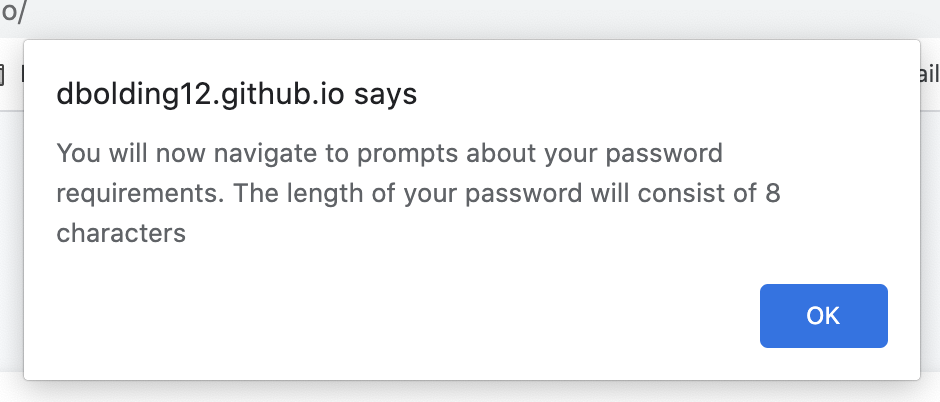 o/
dbolding12.github.io says
You will now navigate to prompts about your password
requirements. The length of your password will consist of 8
characters
OK